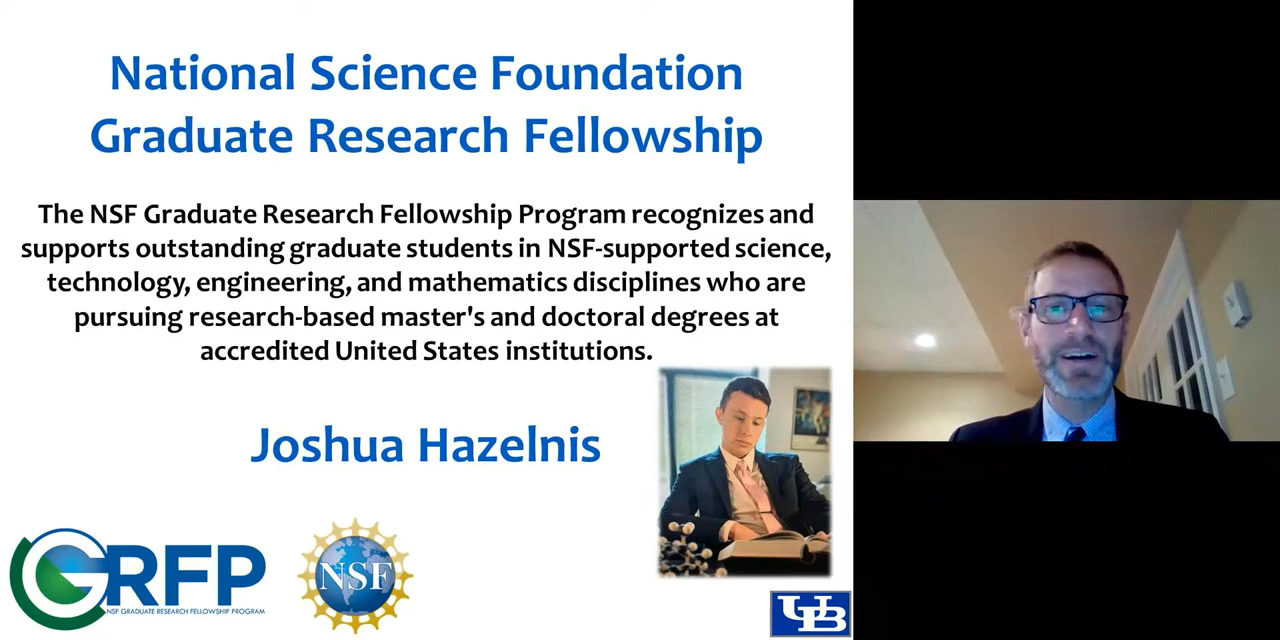 National Science Foundation
Graduate Research Fellowship
The NSF Graduate Research Fellowship Program recognizes and
supports outstanding graduate students in NSF-supported science,
technology, engineering, and mathematics disciplines who are
pursuing research-based master's and doctoral degrees at
accredited United States institutions.
Joshua Hazelnis
GRFP
NSF GRADUATE RESEARCH FELLOWSHIP PROGRAM
NSF
UB